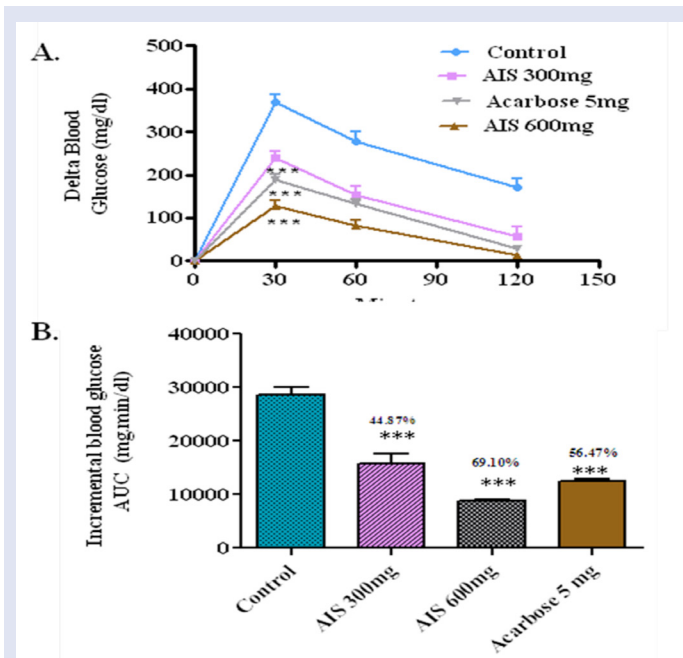 A.
500
400
300
200
100
0
Delta Blood
Glucose (mg/dl)
Control
AIS 300mg
Acarbose 5mg
AIS 600mg
***
***
***
0 30 60 90 120 150
B.
40000
30000
20000
10000
0
Incremental blood glucose
AUC (mg.min/dl)
44.87%
***
69.10%
***
56.47%
***
Control
AIS 300mg
AIS 600mg
Acarbose 5 mg